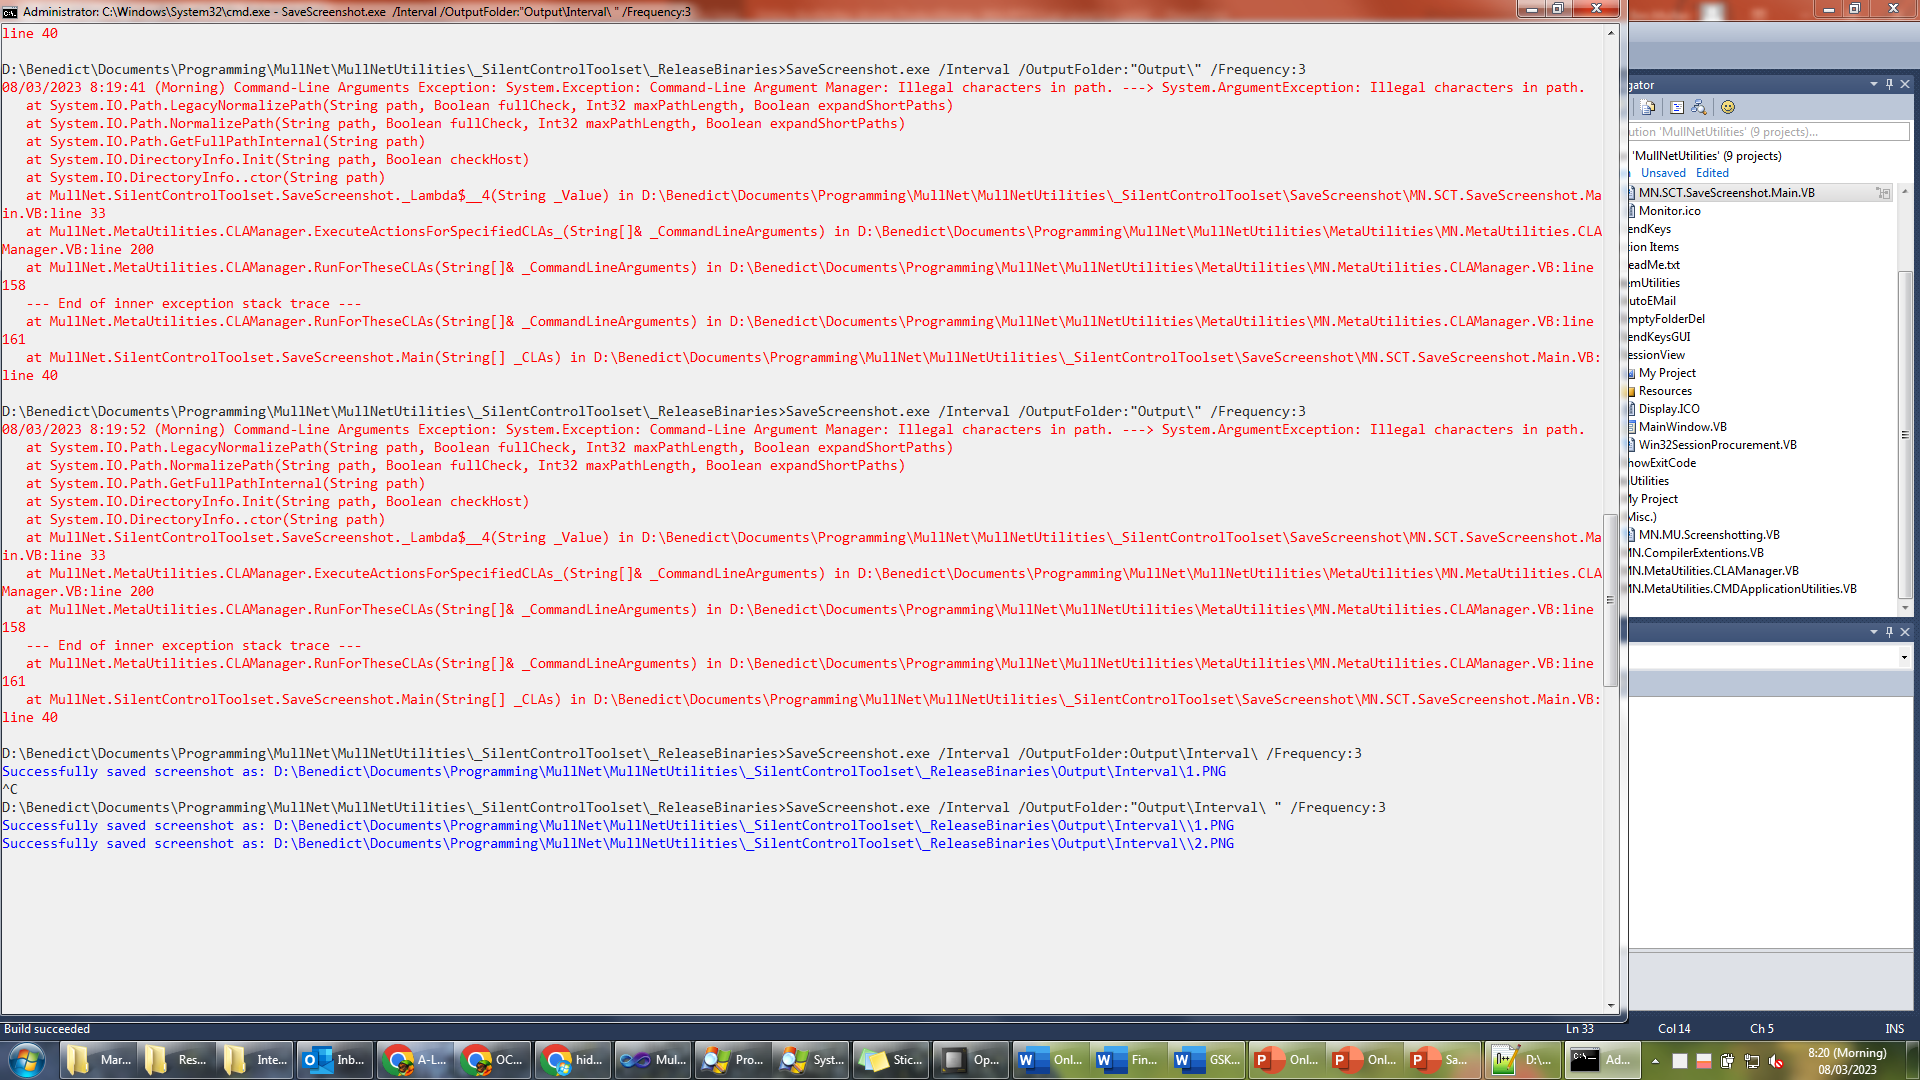 Administrator: C:\Windows\System32\cmd.exe - SaveScreenshot.exe  /Interval /OutputFolder:"Output\Interval\ " /Frequency:3
line 40
D:\Benedict\Documents\Programming\MullNet\MullNetUtilities\_SilentControlToolset\_ReleaseBinaries>SaveScreenshot.exe /Interval /OutputFolder:"Output\" /Frequency:3
08/03/2023 8:19:41 (Morning) Command-Line Arguments Exception: System.Exception: Command-Line Argument Manager: Illegal characters in path. ---> System.ArgumentException: Illegal characters in path.
   at System.IO.Path.LegacyNormalizePath(String path, Boolean fullCheck, Int32 maxPathLength, Boolean expandShortPaths)
   at System.IO.Path.NormalizePath(String path, Boolean fullCheck, Int32 maxPathLength, Boolean expandShortPaths)
   at System.IO.Path.GetFullPathInternal(String path)
   at System.IO.DirectoryInfo.Init(String path, Boolean checkHost)
   at System.IO.DirectoryInfo..ctor(String path)
   at MullNet.SilentControlToolset.SaveScreenshot._Lambda$__4(String _Value) in D:\Benedict\Documents\Programming\MullNet\MullNetUtilities\_SilentControlToolset\SaveScreenshot\MN.SCT.SaveScreenshot.Ma
in.VB:line 33
   at MullNet.MetaUtilities.CLAManager.ExecuteActionsForSpecifiedCLAs_(String[]& _CommandLineArguments) in D:\Benedict\Documents\Programming\MullNet\MullNetUtilities\MetaUtilities\MN.MetaUtilities.CLA
Manager.VB:line 200
   at MullNet.MetaUtilities.CLAManager.RunForTheseCLAs(String[]& _CommandLineArguments) in D:\Benedict\Documents\Programming\MullNet\MullNetUtilities\MetaUtilities\MN.MetaUtilities.CLAManager.VB:line
158
   --- End of inner exception stack trace ---
   at MullNet.MetaUtilities.CLAManager.RunForTheseCLAs(String[]& _CommandLineArguments) in D:\Benedict\Documents\Programming\MullNet\MullNetUtilities\MetaUtilities\MN.MetaUtilities.CLAManager.VB:line
161
   at MullNet.SilentControlToolset.SaveScreenshot.Main(String[] _CLAs) in D:\Benedict\Documents\Programming\MullNet\MullNetUtilities\_SilentControlToolset\SaveScreenshot\MN.SCT.SaveScreenshot.Main.VB:
line 40
D:\Benedict\Documents\Programming\MullNet\MullNetUtilities\_SilentControlToolset\_ReleaseBinaries>SaveScreenshot.exe /Interval /OutputFolder:"Output\" /Frequency:3
08/03/2023 8:19:52 (Morning) Command-Line Arguments Exception: System.Exception: Command-Line Argument Manager: Illegal characters in path. ---> System.ArgumentException: Illegal characters in path.
   at System.IO.Path.LegacyNormalizePath(String path, Boolean fullCheck, Int32 maxPathLength, Boolean expandShortPaths)
   at System.IO.Path.NormalizePath(String path, Boolean fullCheck, Int32 maxPathLength, Boolean expandShortPaths)
   at System.IO.Path.GetFullPathInternal(String path)
   at System.IO.DirectoryInfo.Init(String path, Boolean checkHost)
   at System.IO.DirectoryInfo..ctor(String path)
   at MullNet.SilentControlToolset.SaveScreenshot._Lambda$__4(String _Value) in D:\Benedict\Documents\Programming\MullNet\MullNetUtilities\_SilentControlToolset\SaveScreenshot\MN.SCT.SaveScreenshot.Ma
in.VB:line 33
   at MullNet.MetaUtilities.CLAManager.ExecuteActionsForSpecifiedCLAs_(String[]& _CommandLineArguments) in D:\Benedict\Documents\Programming\MullNet\MullNetUtilities\MetaUtilities\MN.MetaUtilities.CLA
Manager.VB:line 200
   at MullNet.MetaUtilities.CLAManager.RunForTheseCLAs(String[]& _CommandLineArguments) in D:\Benedict\Documents\Programming\MullNet\MullNetUtilities\MetaUtilities\MN.MetaUtilities.CLAManager.VB:line
158
   --- End of inner exception stack trace ---
   at MullNet.MetaUtilities.CLAManager.RunForTheseCLAs(String[]& _CommandLineArguments) in D:\Benedict\Documents\Programming\MullNet\MullNetUtilities\MetaUtilities\MN.MetaUtilities.CLAManager.VB:line
161
   at MullNet.SilentControlToolset.SaveScreenshot.Main(String[] _CLAs) in D:\Benedict\Documents\Programming\MullNet\MullNetUtilities\_SilentControlToolset\SaveScreenshot\MN.SCT.SaveScreenshot.Main.VB:
line 40
D:\Benedict\Documents\Programming\MullNet\MullNetUtilities\_SilentControlToolset\_ReleaseBinaries>SaveScreenshot.exe /Interval /OutputFolder:Output\Interval\ /Frequency:3
Successfully saved screenshot as: D:\Benedict\Documents\Programming\MullNet\MullNetUtilities\_SilentControlToolset\_ReleaseBinaries\Output\Interval\1.PNG
^C
D:\Benedict\Documents\Programming\MullNet\MullNetUtilities\_SilentControlToolset\_ReleaseBinaries>SaveScreenshot.exe /Interval /OutputFolder:"Output\Interval\ " /Frequency:3
Successfully saved screenshot as: D:\Benedict\Documents\Programming\MullNet\MullNetUtilities\_SilentControlToolset\_ReleaseBinaries\Output\Interval\\1.PNG
Successfully saved screenshot as: D:\Benedict\Documents\Programming\MullNet\MullNetUtilities\_SilentControlToolset\_ReleaseBinaries\Output\Interval\\2.PNG
gator
ution 'MullNetUtilities' (9 projects)...
'MullNetUtilities' (9 projects)
Unsaved Edited
MN.SCT.SaveScreenshot.Main.VB
Monitor.ico
endKeys
tion Items
eadMe.txt
emUtilities
utoEMail
mptyFolderDel
endKeysGUI
essionView
My Project
Resources
Display.ICO
MainWindow.VB
Win32SessionProcurement.VB
howExitCode
Utilities
y Project
Misc.)
MN.MU.Screenshotting.VB
MN.CompilerExtentions.VB
MN.MetaUtilities.CLAManager.VB
MN.MetaUtilities.CMDApplicationUtilities.VB
Build succeeded
Ln 33 Col 14 Ch 5 INS
Mar... Res... Inte... Inb... A-L... OC... hid... Mul... Pro... Syst... Stic... Op... Onl... Fin... GSK... Onl... Onl... Sa... D:\... Ad...
8:20 (Morning)
08/03/2023